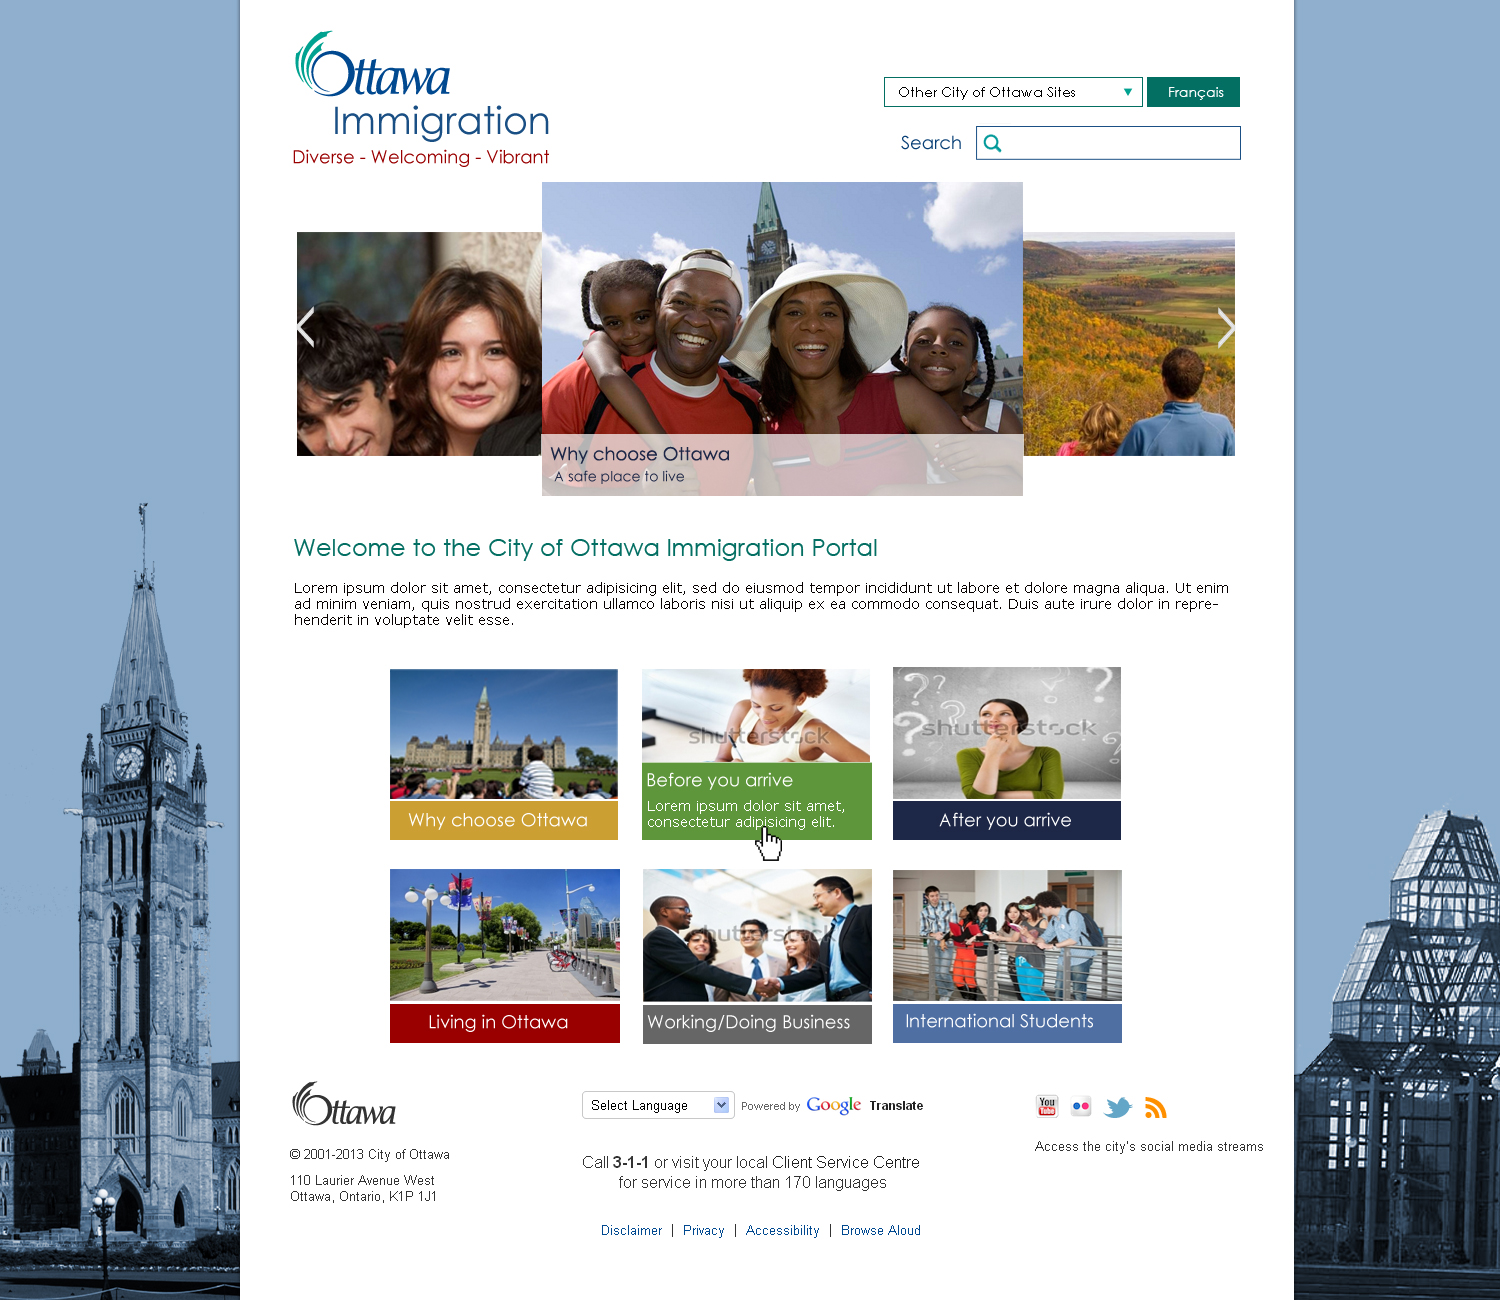 Ottawa
Immigration
Diverse - Welcoming - Vibrant
Other City of Ottawa Sites
Français
Search
Why choose Ottawa
A safe place to live
Welcome to the City of Ottawa Immigration Portal
Lorem ipsum dolor sit amet, consectetur adipisicing elit, sed do eiusmod tempor incididunt ut labore et dolore magna aliqua. Ut enim
ad minim veniam, quis nostrud exercitation ullamco laboris nisi ut aliquip ex ea commodo consequat. Duis aute irure dolor in repre-
henderit in voluptate velit esse.
shutterstock
shutterstock
Why choose Ottawa
Before you arrive
Lorem ipsum dolor sit amet,
consectetur adipisicing elit.
After you arrive
shutterstock
Living in Ottawa
Working/Doing Business
International Students
Ottawa
Select Language
Powered by Google Translate
You
Tube
© 2001-2013 City of Ottawa
110 Laurier Avenue West
Ottawa, Ontario, K1P 1J1
Call 3-1-1 or visit your local Client Service Centre
for service in more than 170 languages
Access the city's social media streams
Disclaimer | Privacy | Accessibility | Browse Aloud